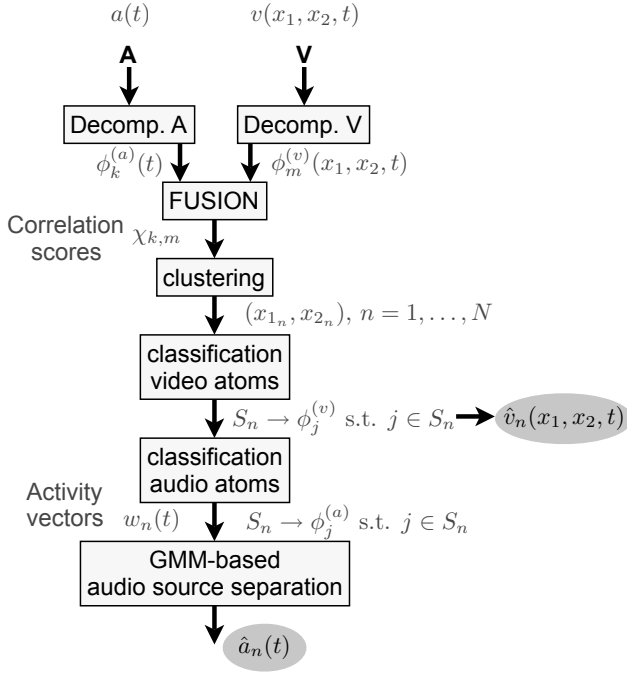 a(t) v(x₁, x₂, t)
A V
Decomp. A Decomp. V
ϕₖ⁽ᵃ⁾(t) ϕₘ⁽ᵛ⁾(x₁, x₂, t)
FUSION
Correlation
scores
χₖ,ₘ
clustering
(x₁ₙ, x₂ₙ), n = 1, . . . , N
classification
video atoms
Sₙ → ϕⱼ⁽ᵛ⁾ s.t. j ∈ Sₙ v̂ₙ(x₁, x₂, t)
classification
audio atoms
Activity
vectors
wₙ(t) Sₙ → ϕⱼ⁽ᵃ⁾ s.t. j ∈ Sₙ
GMM-based
audio source separation
âₙ(t)